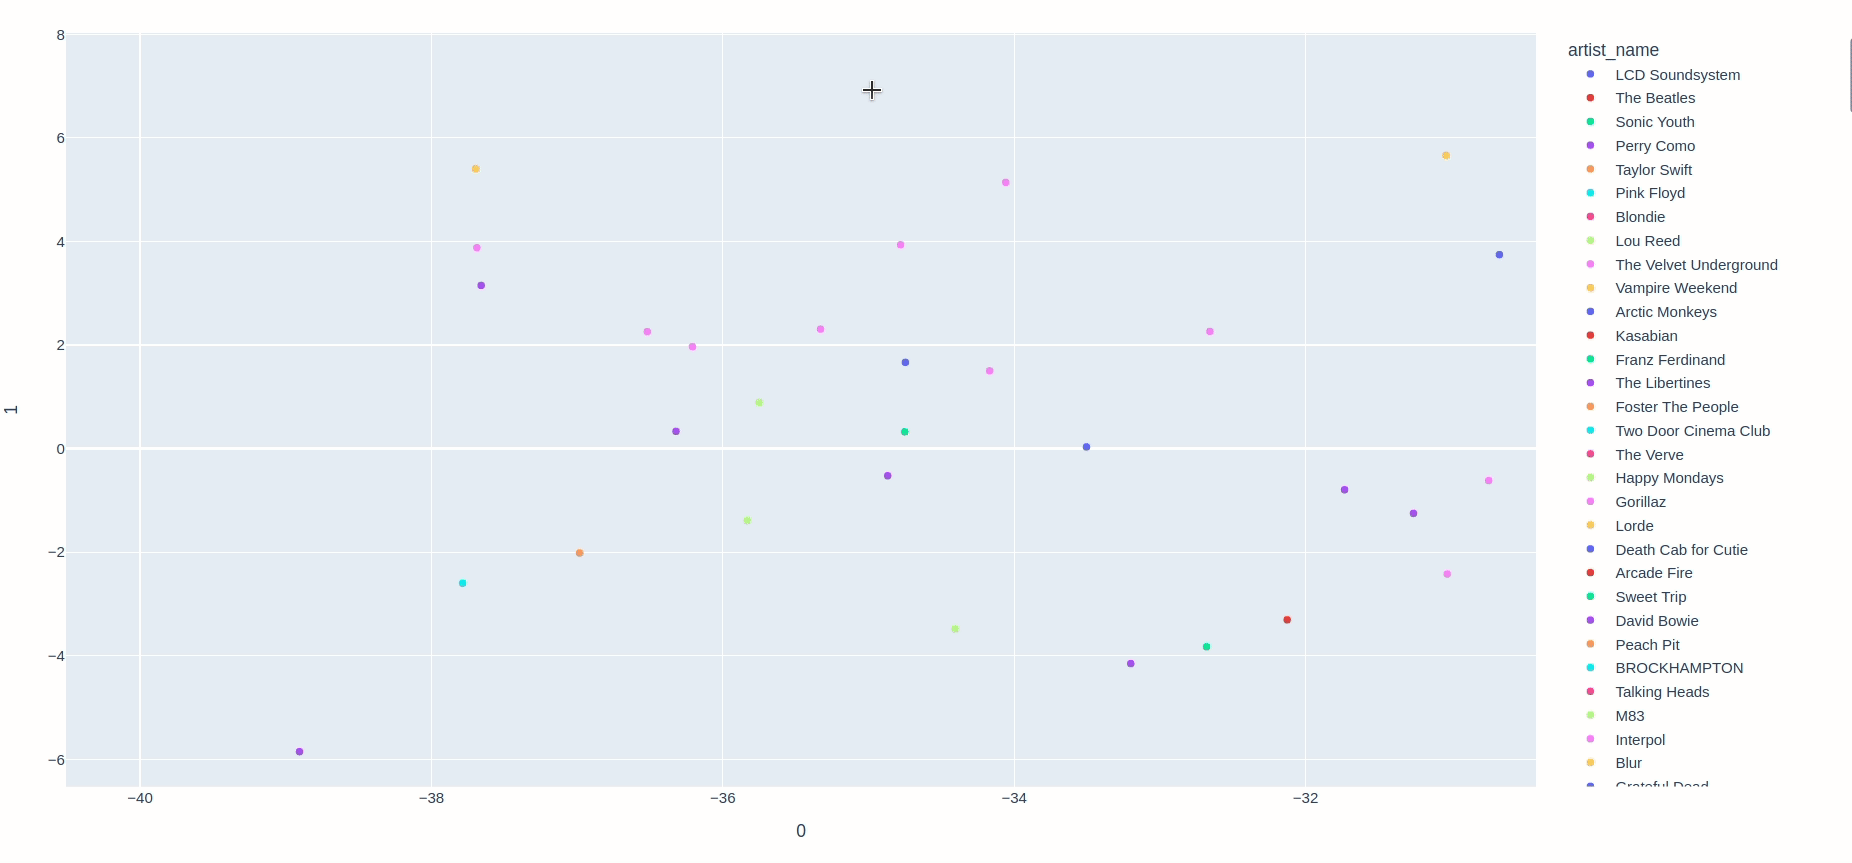 8
6
4
2
0
−2
−4
−6
1
−40
−38
−36
−34
−32
0
artist_name
LCD Soundsystem
The Beatles
Sonic Youth
Perry Como
Taylor Swift
Pink Floyd
Blondie
Lou Reed
The Velvet Underground
Vampire Weekend
Arctic Monkeys
Kasabian
Franz Ferdinand
The Libertines
Foster The People
Two Door Cinema Club
The Verve
Happy Mondays
Gorillaz
Lorde
Death Cab for Cutie
Arcade Fire
Sweet Trip
David Bowie
Peach Pit
BROCKHAMPTON
Talking Heads
M83
Interpol
Blur
Grateful Dead